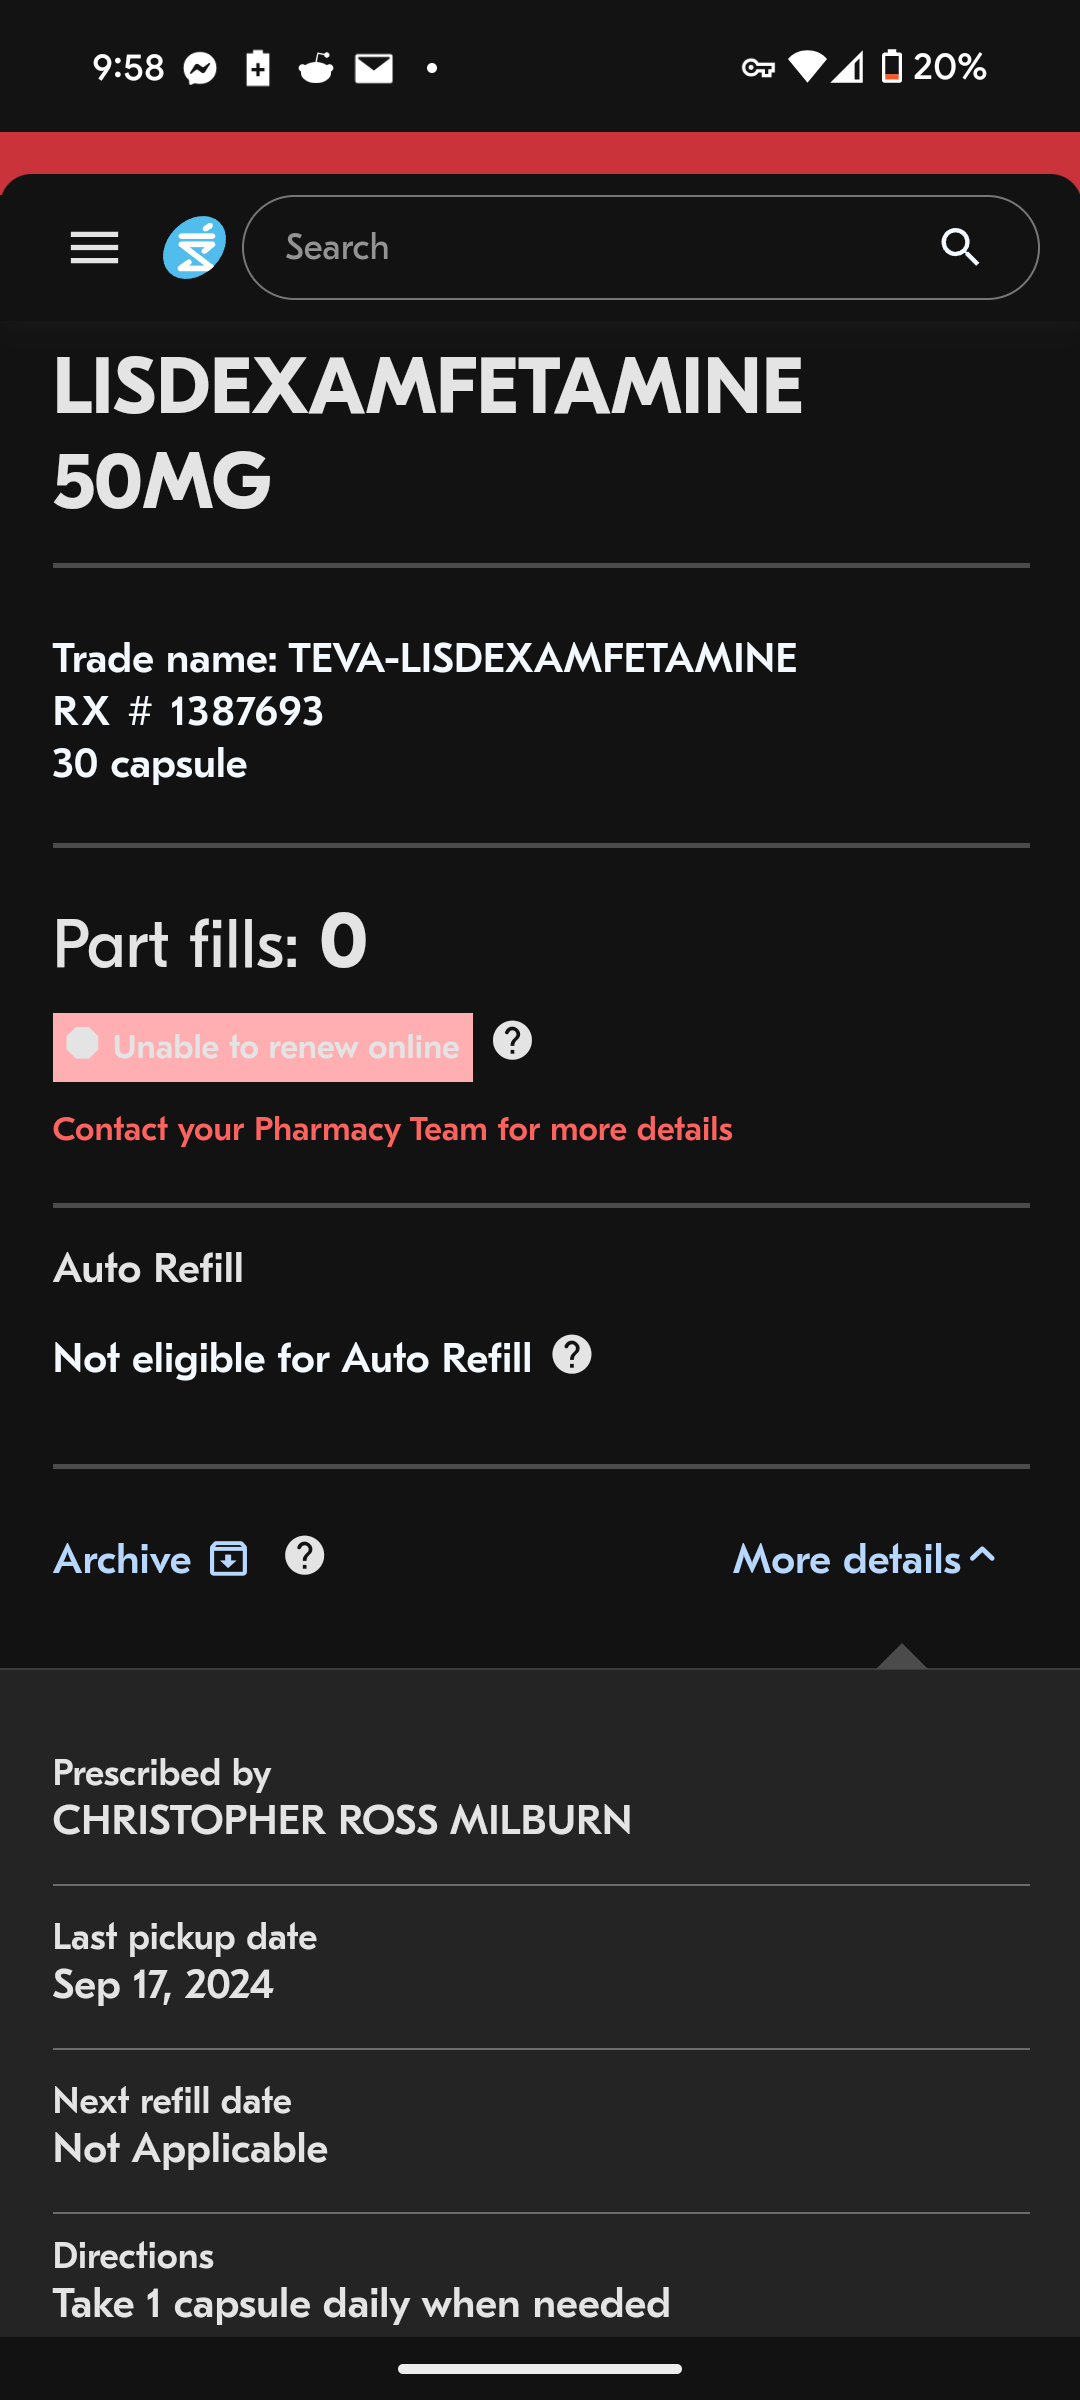 9:58
20%
Search
LISDEXAMFETAMINE
50MG
Trade name: TEVA-LISDEXAMFETAMINE
RX # 1387693
30 capsule
Part fills: 0
Unable to renew online
Contact your Pharmacy Team for more details
Auto Refill
Not eligible for Auto Refill
Archive
More details
Prescribed by
CHRISTOPHER ROSS MILBURN
Last pickup date
Sep 17, 2024
Next refill date
Not Applicable
Directions
Take 1 capsule daily when needed